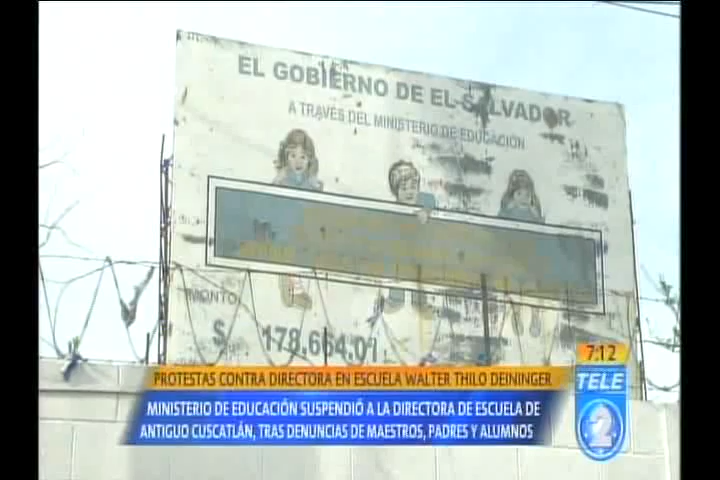 EL GOBIERNO DE EL SALVADOR
A TRAVÉS DEL MINISTERIO DE EDUCACIÓN
MONTO
$ 178,664.01
7:12
PROTESTAS CONTRA DIRECTORA EN ESCUELA WALTER THILO DEININGER
TELE
2
MINISTERIO DE EDUCACIÓN SUSPENDIÓ A LA DIRECTORA DE ESCUELA DE
ANTIGUO CUSCATLÁN, TRAS DENUNCIAS DE MAESTROS, PADRES Y ALUMNOS